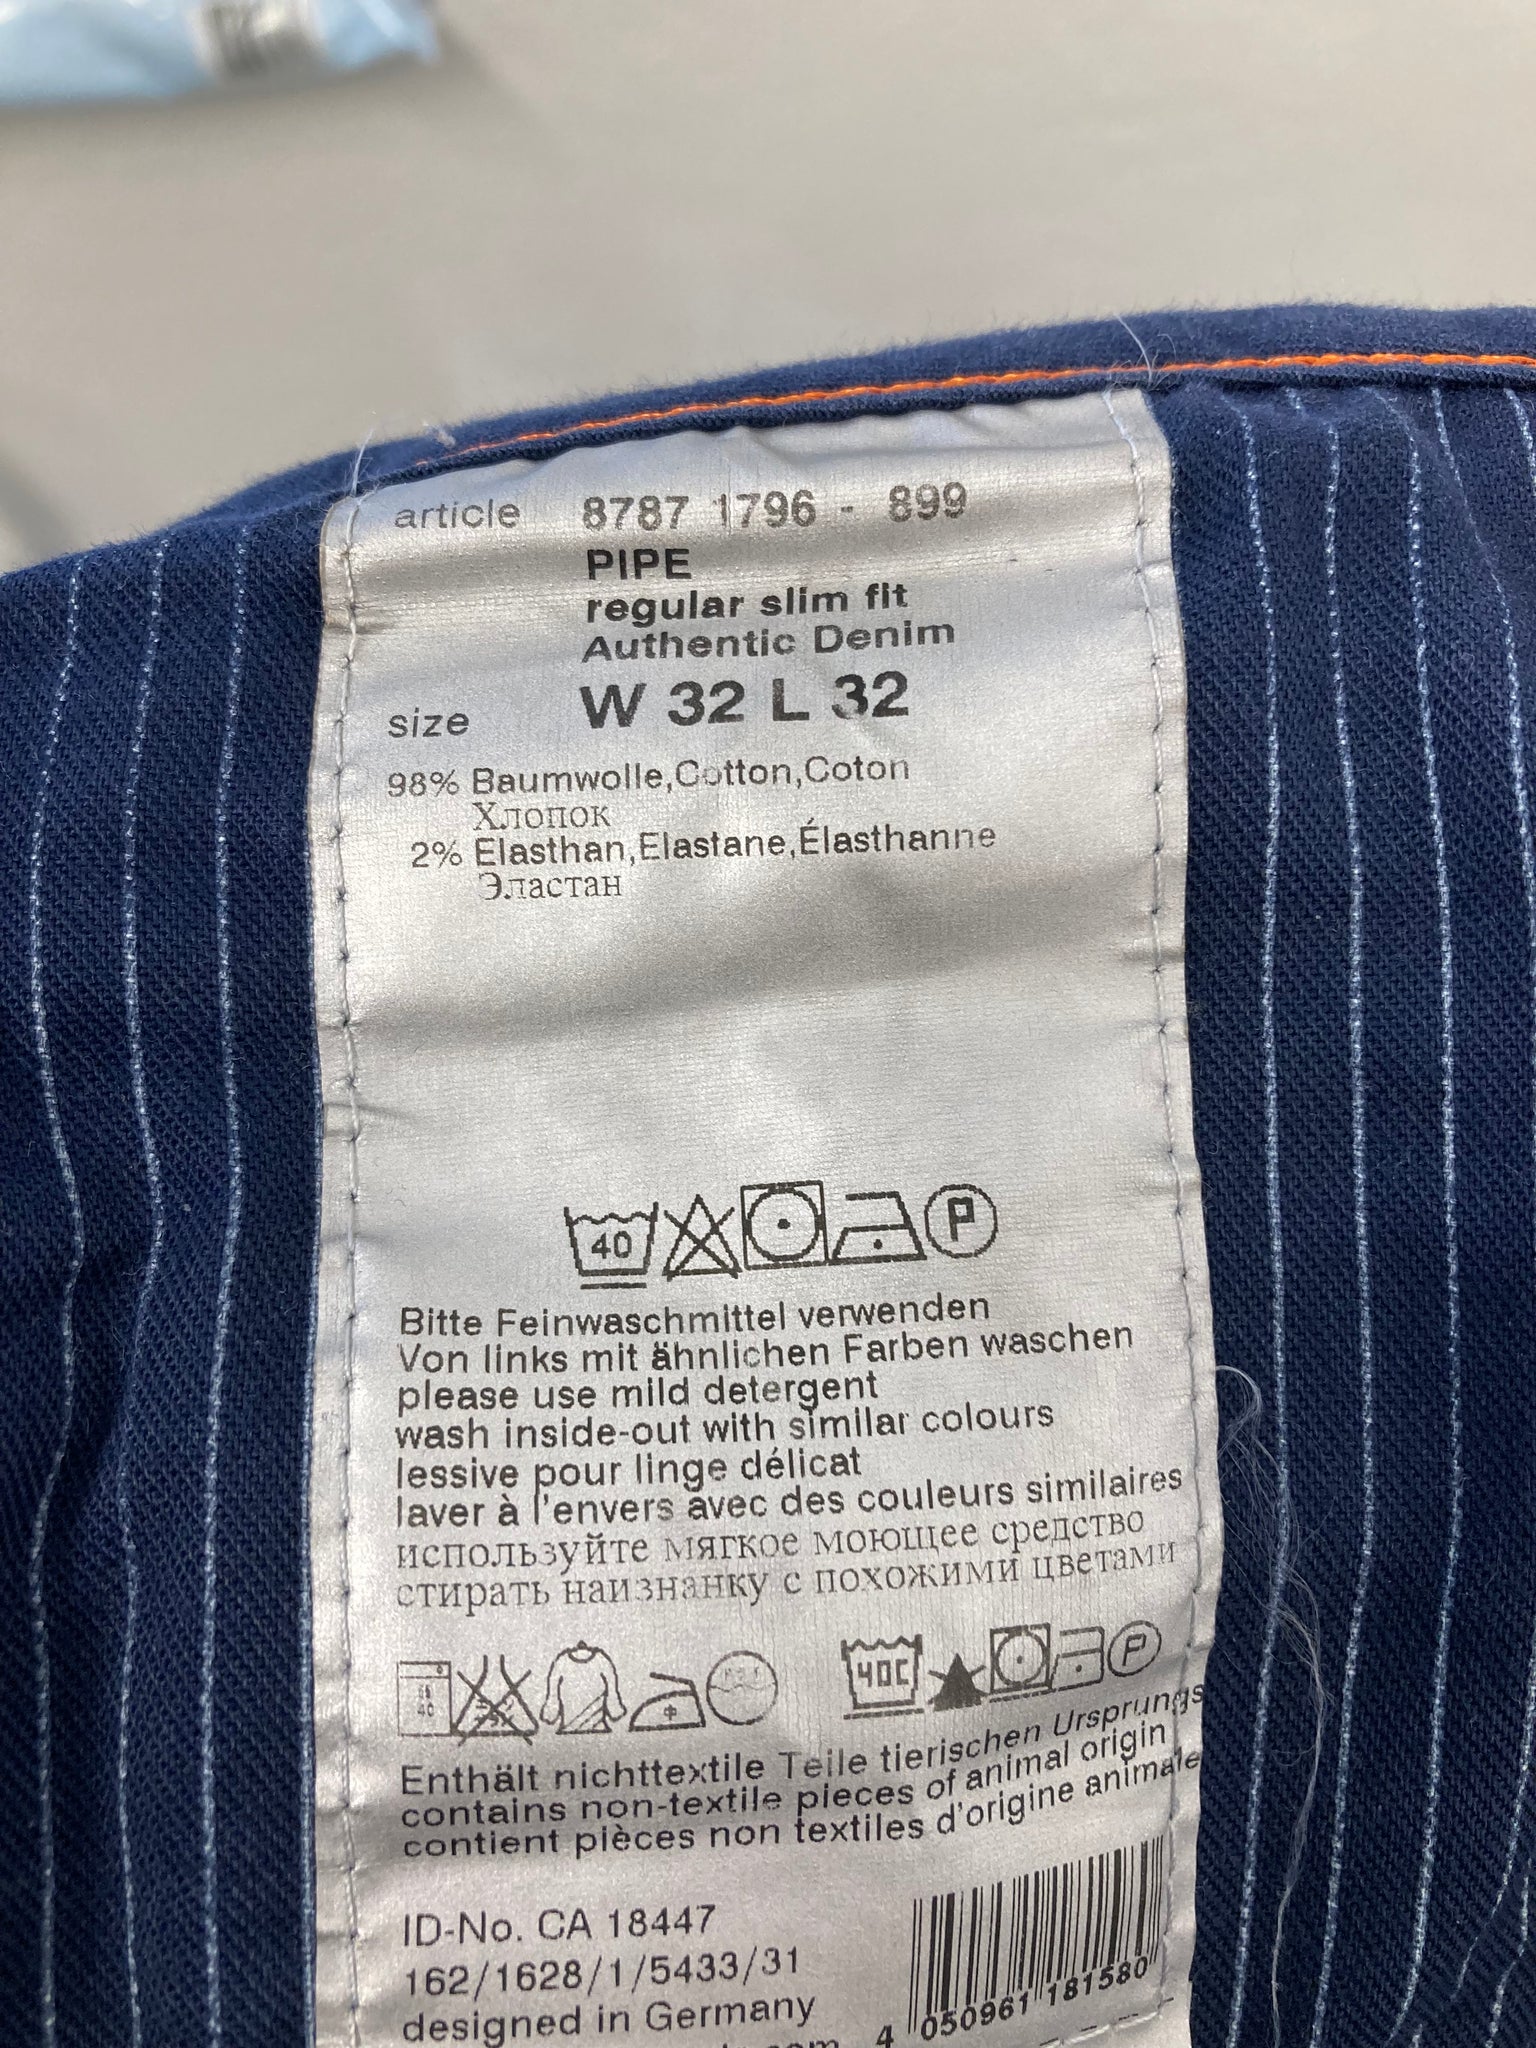 article 8787 1796 - 899
PIPE
regular slim fit
Authentic Denim
size W 32 L 32
98% Baumwolle,Cotton,Coton
Хлопок
2% Elasthan,Elastane,Élasthanne
Эластан
40 P
Bitte Feinwaschmittel verwenden
Von links mit ähnlichen Farben waschen
please use mild detergent
wash inside-out with similar colours
lessive pour linge délicat
laver à l'envers avec des couleurs similaires
используйте мягкое моющее средство
стирать наизнанку с похожими цветами
40 40C P
Enthält nichttextile Teile tierischen Ursprungs
contains non-textile pieces of animal origin
contient pièces non textiles d'origine animale
ID-No. CA 18447
162/1628/1/5433/31
designed in Germany
4 050961 181580